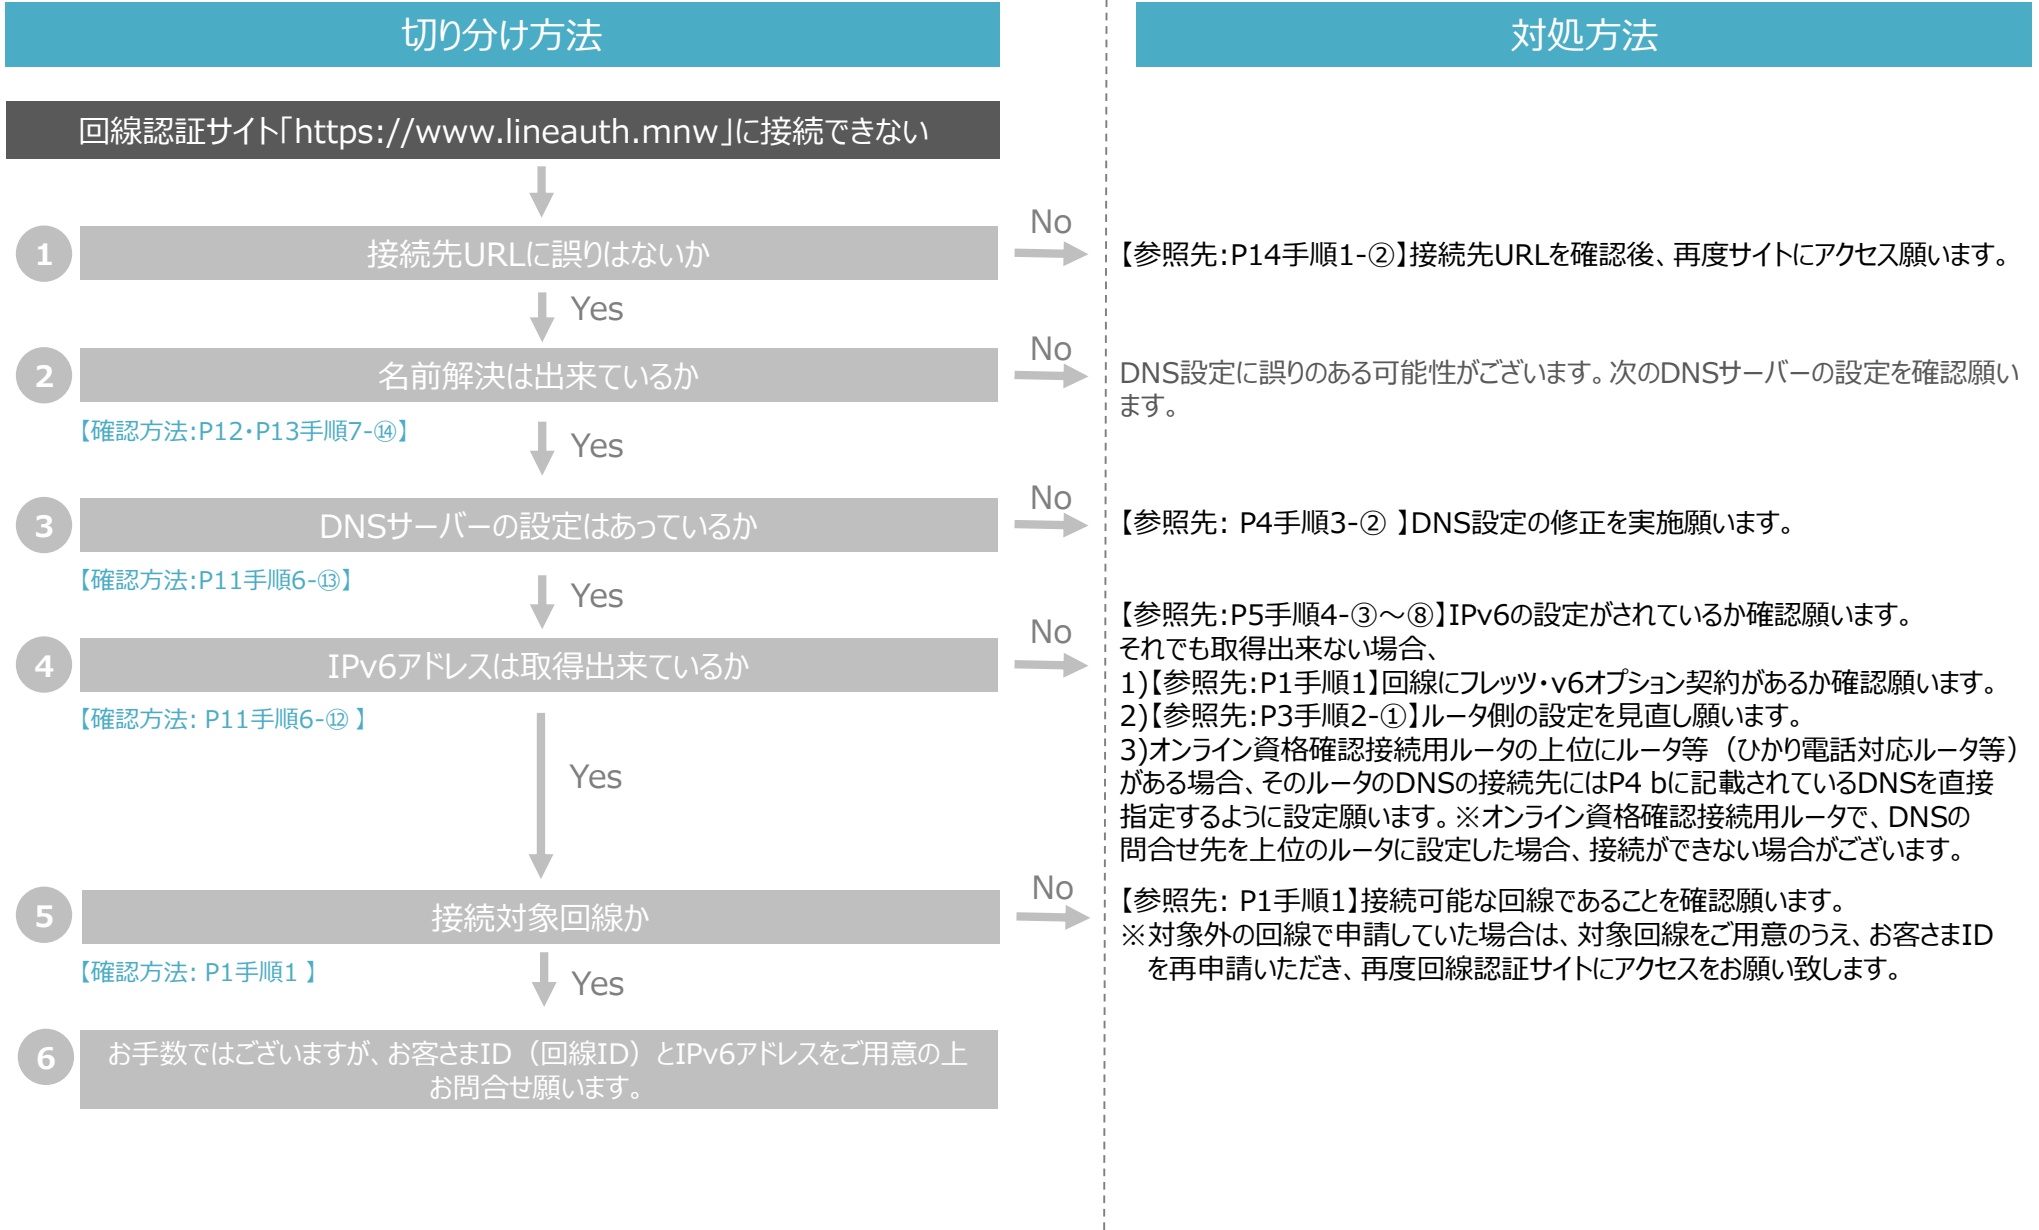 切り分け方法
対処方法
回線認証サイト「https://www.lineauth.mnw」に接続できない
No
1
接続先URLに誤りはないか
【参照先:P14手順1-②】接続先URLを確認後、再度サイトにアクセス願います。
Yes
No
2
名前解決は出来ているか
DNS設定に誤りのある可能性がございます。次のDNSサーバーの設定を確認願い
ます。
【確認方法:P12・P13手順7-⑭】
Yes
No
3
DNSサーバーの設定はあっているか
【参照先: P4手順3-② 】DNS設定の修正を実施願います。
【確認方法:P11手順6-⑬】
Yes
No
4
IPv6アドレスは取得出来ているか
【参照先:P5手順4-③～⑧】IPv6の設定がされているか確認願います。
それでも取得出来ない場合、
1)【参照先:P1手順1】回線にフレッツ・v6オプション契約があるか確認願います。
2)【参照先:P3手順2-①】ルータ側の設定を見直し願います。
3)オンライン資格確認接続用ルータの上位にルータ等（ひかり電話対応ルータ等）
がある場合、そのルータのDNSの接続先にはP4 bに記載されているDNSを直接
指定するように設定願います。※オンライン資格確認接続用ルータで、DNSの
問合せ先を上位のルータに設定した場合、接続ができない場合がございます。
【確認方法: P11手順6-⑫ 】
Yes
No
5
接続対象回線か
【参照先: P1手順1】接続可能な回線であることを確認願います。
※対象外の回線で申請していた場合は、対象回線をご用意のうえ、お客さまID
を再申請いただき、再度回線認証サイトにアクセスをお願い致します。
【確認方法: P1手順1 】
Yes
6
お手数ではございますが、お客さまID（回線ID）とIPv6アドレスをご用意の上
お問合せ願います。